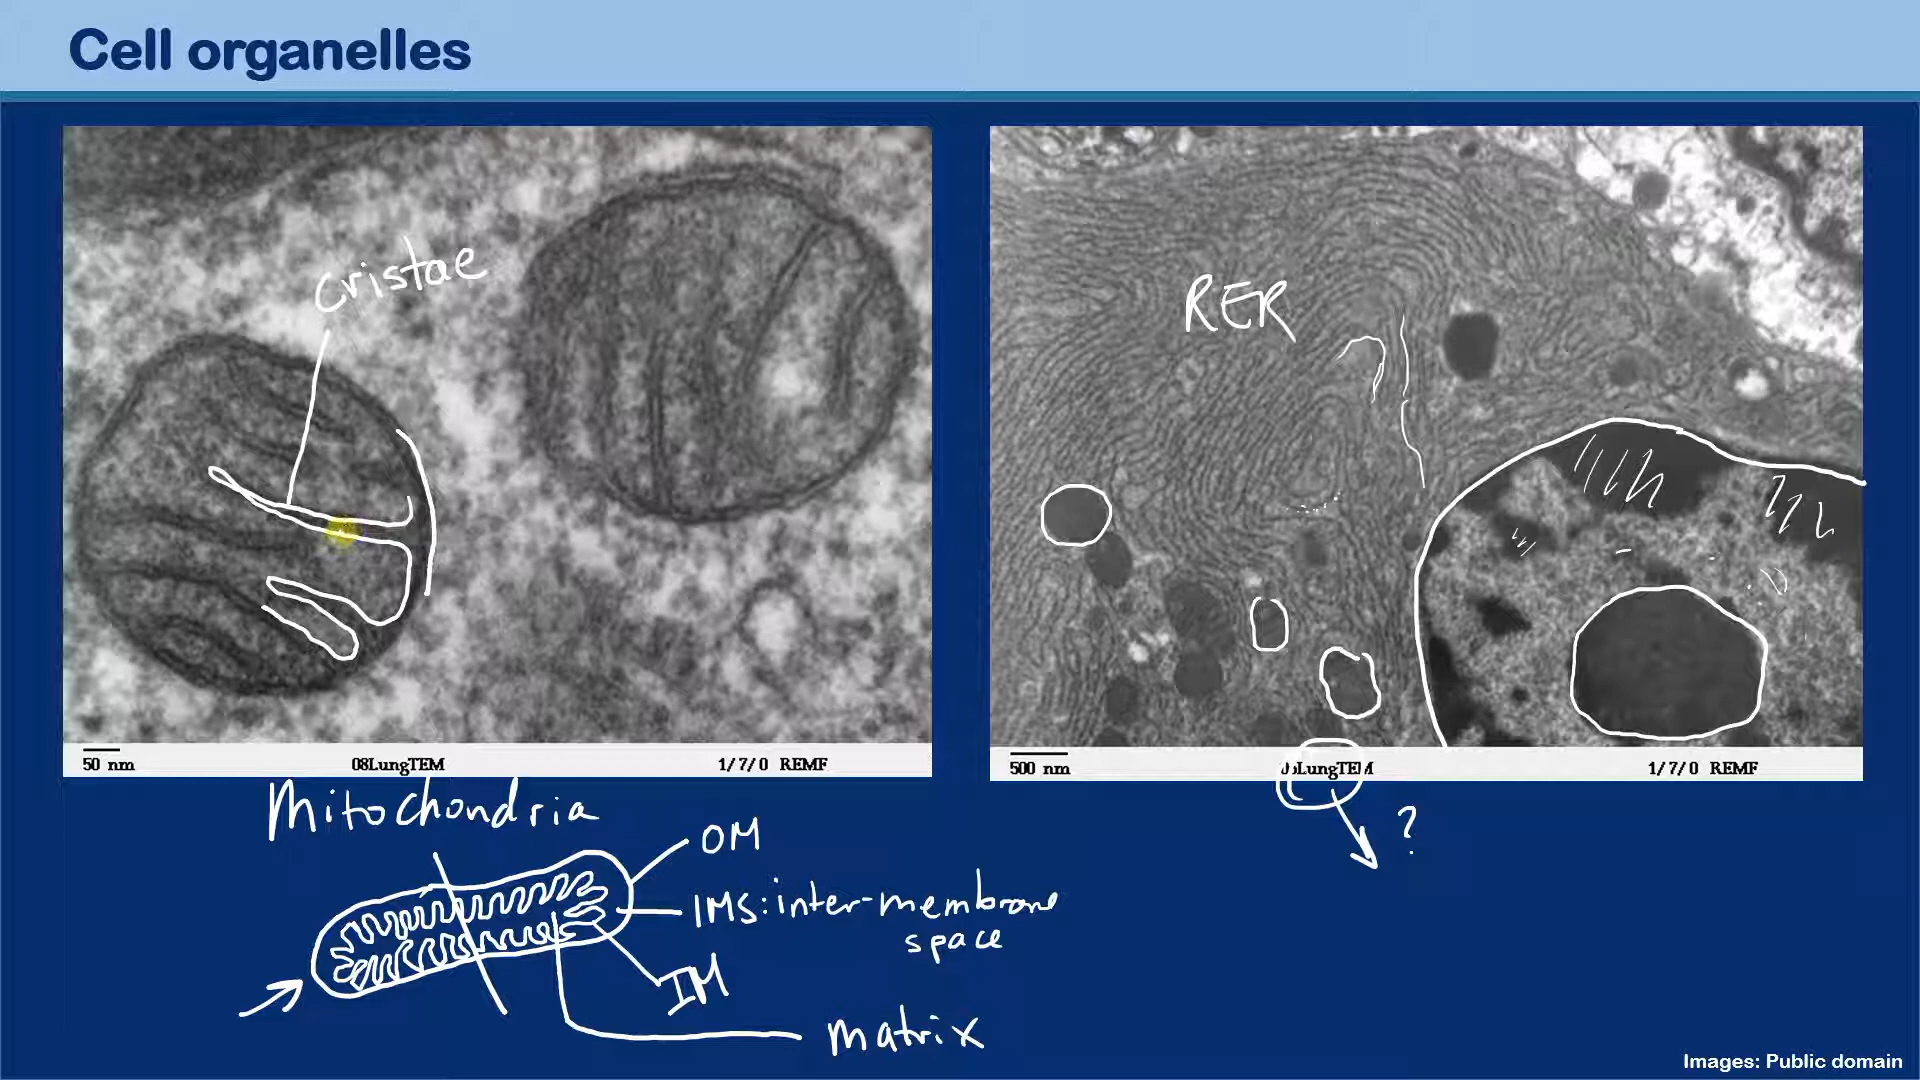 Cell organelles
cristae
RER
50 nm 08LungTEM 1/7/0 REMF
500 nm LungTEM 1/7/0 REMF
Mitochondria
?
OM
IMS: inter-membrane
space
IM
matrix
Images: Public domain